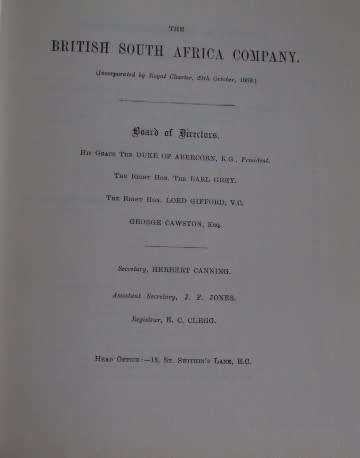 THE
BRITISH SOUTH AFRICA COMPANY.
(Incorporated by Royal Charter, 29th October, 1889.)
Board of Directors.
HIS GRACE THE DUKE OF ABERCORN, K.G., President.
THE RIGHT HON. THE EARL GREY.
THE RIGHT HON. LORD GIFFORD, V.C.
GEORGE CAWSTON, Esq.
Secretary, HERBERT CANNING.
Assistant Secretary, J. F. JONES.
Registrar, E. C. CLEGG.
HEAD OFFICE:—15, ST. SWITHIN'S LANE, E.C.